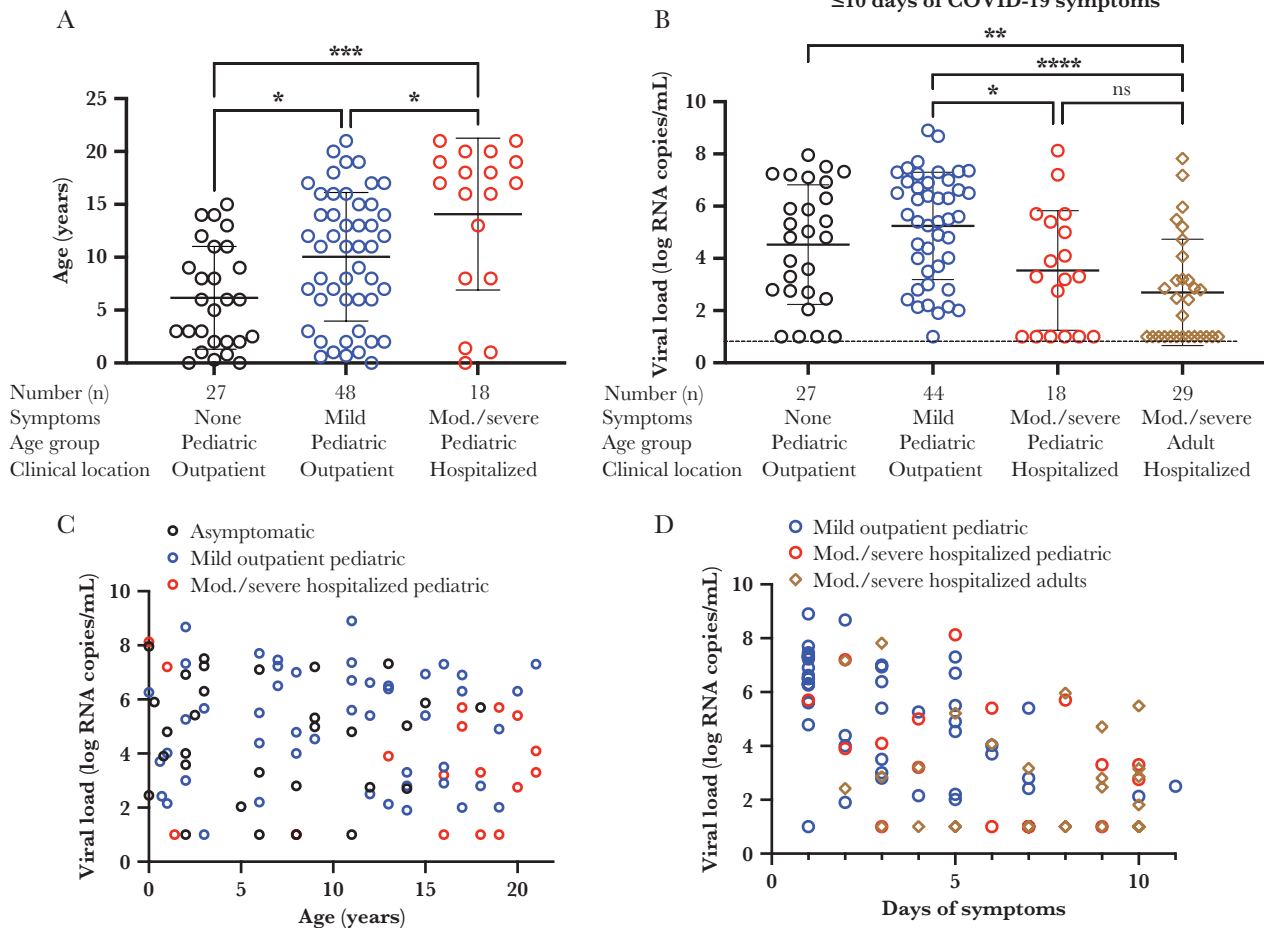 ≤10 days of COVID-19 symptoms
A
B
***
*
*
Age (years)
25
20
15
10
5
0
Number (n) 27 48 18
Symptoms None Mild Mod./severe
Age group Pediatric Pediatric Pediatric
Clinical location Outpatient Outpatient Hospitalized
**
****
*
ns
Viral load (log RNA copies/mL)
10
8
6
4
2
0
Number (n) 27 44 18 29
Symptoms None Mild Mod./severe Mod./severe
Age group Pediatric Pediatric Pediatric Adult
Clinical location Outpatient Outpatient Hospitalized Hospitalized
C
Asymptomatic
Mild outpatient pediatric
Mod./severe hospitalized pediatric
Viral load (log RNA copies/mL)
10
8
6
4
2
0
0 5 10 15 20
Age (years)
D
Mild outpatient pediatric
Mod./severe hospitalized pediatric
Mod./severe hospitalized adults
Viral load (log RNA copies/mL)
10
8
6
4
2
0
0 5 10
Days of symptoms